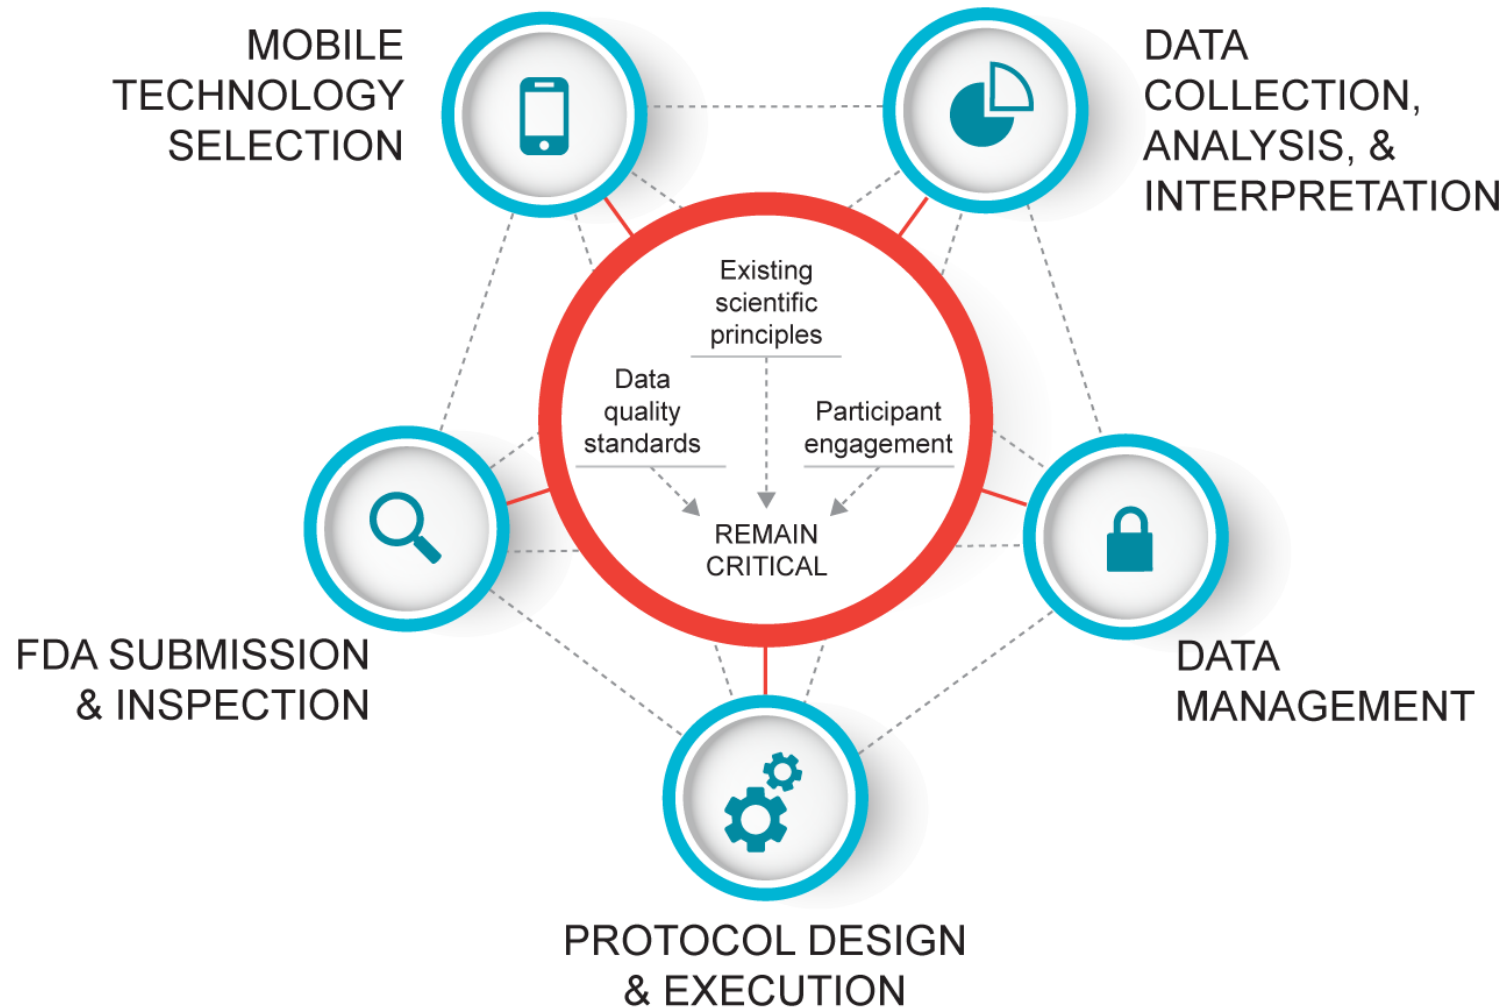 MOBILE
TECHNOLOGY
SELECTION
DATA
COLLECTION,
ANALYSIS, &
INTERPRETATION
Existing
scientific
principles
Data
quality
standards
Participant
engagement
REMAIN
CRITICAL
FDA SUBMISSION
& INSPECTION
DATA
MANAGEMENT
PROTOCOL DESIGN
& EXECUTION